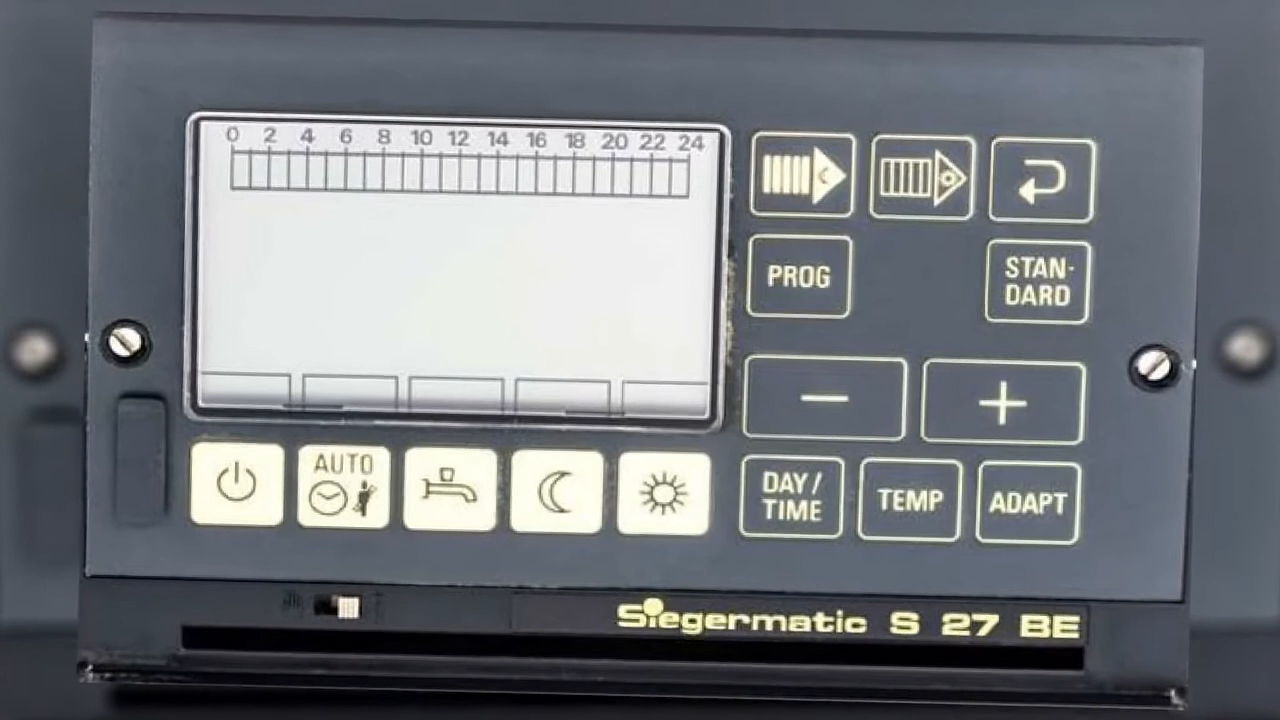 0 2 4 6 8 10 12 14 16 18 20 22 24
PROG
STAN-
DARD
AUTO
DAY/
TIME
TEMP
ADAPT
Siegermatic S 27 BE